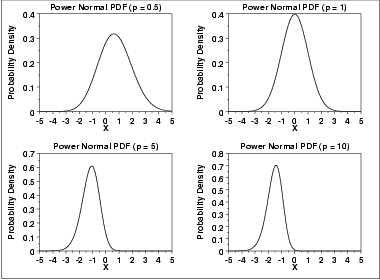 Power Normal PDF (p = 0.5)
0.4
0.3
0.2
0.1
0
Probability Density
-5 -4 -3 -2 -1 0 1 2 3 4 5
X
Power Normal PDF (p = 1)
0.4
0.3
0.2
0.1
0
Probability Density
-5 -4 -3 -2 -1 0 1 2 3 4 5
X
Power Normal PDF (p = 5)
0.7
0.6
0.5
0.4
0.3
0.2
0.1
0
Probability Density
-5 -4 -3 -2 -1 0 1 2 3 4 5
X
Power Normal PDF (p = 10)
0.8
0.7
0.6
0.5
0.4
0.3
0.2
0.1
0
Probability Density
-5 -4 -3 -2 -1 0 1 2 3 4 5
X